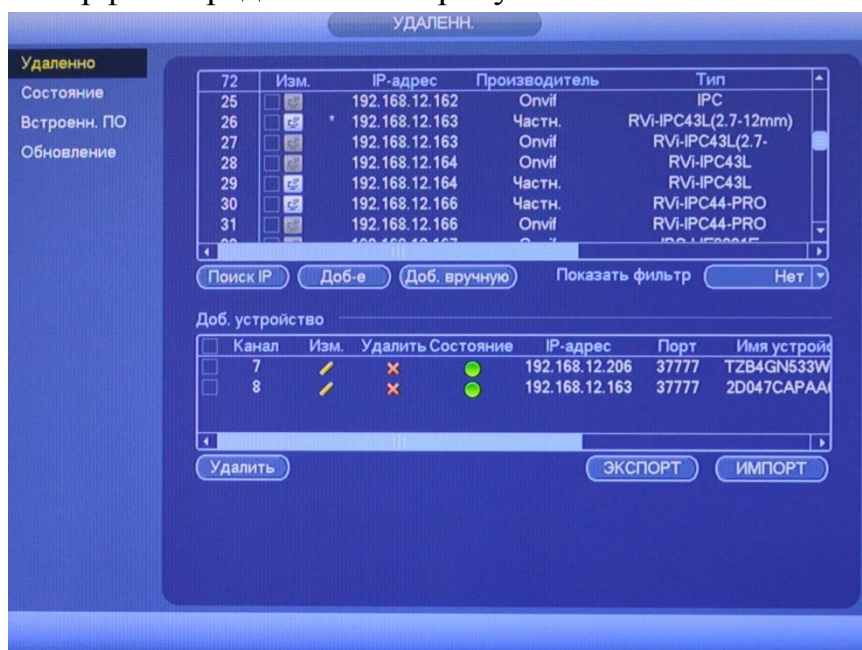 УДАЛЕНН.
Удаленно
Состояние
Встроенн. ПО
Обновление
72 Изм. IP-адрес Производитель Тип
25 192.168.12.162 Onvif IPC
26 * 192.168.12.163 Частн. RVi-IPC43L(2.7-12mm)
27 192.168.12.163 Onvif RVi-IPC43L(2.7-
28 192.168.12.164 Onvif RVi-IPC43L
29 192.168.12.164 Частн. RVi-IPC43L
30 192.168.12.166 Частн. RVi-IPC44-PRO
31 192.168.12.166 Onvif RVi-IPC44-PRO
Поиск IP Доб-е Доб. вручную Показать фильтр Нет
Доб. устройство
Канал Изм. Удалить Состояние IP-адрес Порт Имя устройс
7 192.168.12.206 37777 TZB4GN533W
8 192.168.12.163 37777 2D047CAPAA
Удалить ЭКСПОРТ ИМПОРТ